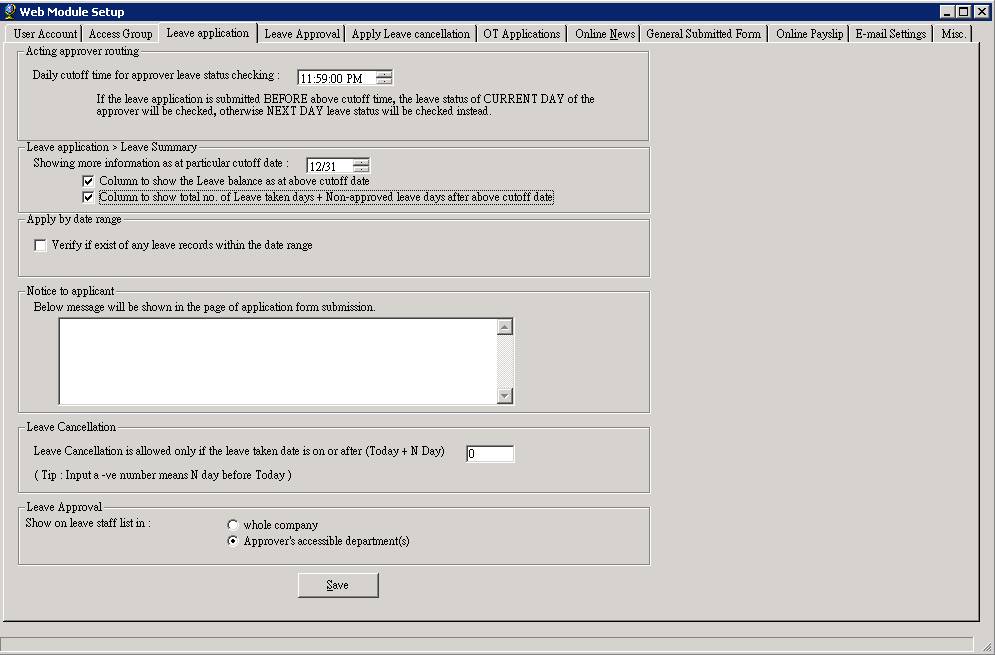 Web Module Setup
User Account Access Group Leave application Leave Approval Apply Leave cancellation OT Applications Online News General Submitted Form Online Payslip E-mail Settings Misc.
Acting approver routing
Daily cutoff time for approver leave status checking : 11:59:00 PM
If the leave application is submitted BEFORE above cutoff time, the leave status of CURRENT DAY of the
approver will be checked, otherwise NEXT DAY leave status will be checked instead.
Leave application > Leave Summary
Showing more information as at particular cutoff date : 12/31
Column to show the Leave balance as at above cutoff date
Column to show total no. of Leave taken days + Non-approved leave days after above cutoff date
Apply by date range
Verify if exist of any leave records within the date range
Notice to applicant
Below message will be shown in the page of application form submission.
Leave Cancellation
Leave Cancellation is allowed only if the leave taken date is on or after (Today + N Day) 0
( Tip : Input a -ve number means N day before Today )
Leave Approval
Show on leave staff list in : whole company
Approver's accessible department(s)
Save